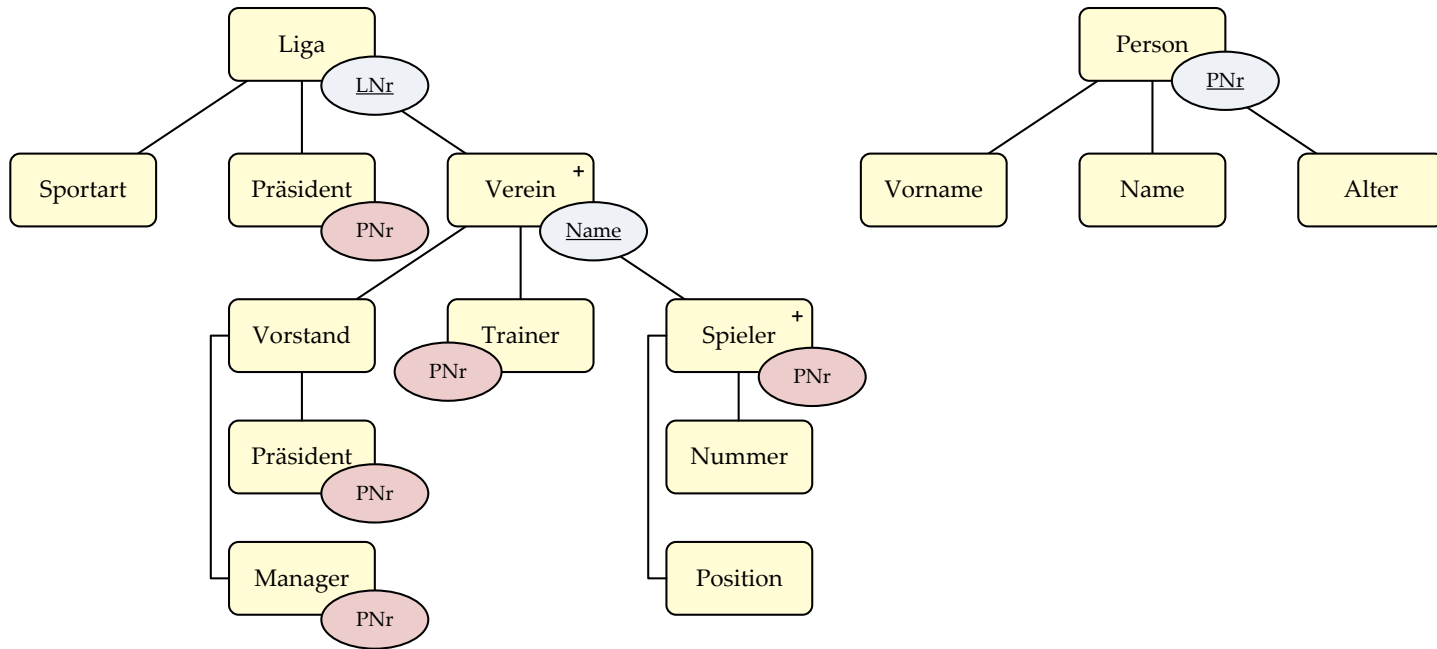 Liga
Person
LNr
PNr
Sportart
Präsident
Verein
+
Vorname
Name
Alter
PNr
Name
Vorstand
Trainer
Spieler
+
PNr
PNr
Präsident
Nummer
PNr
Manager
Position
PNr